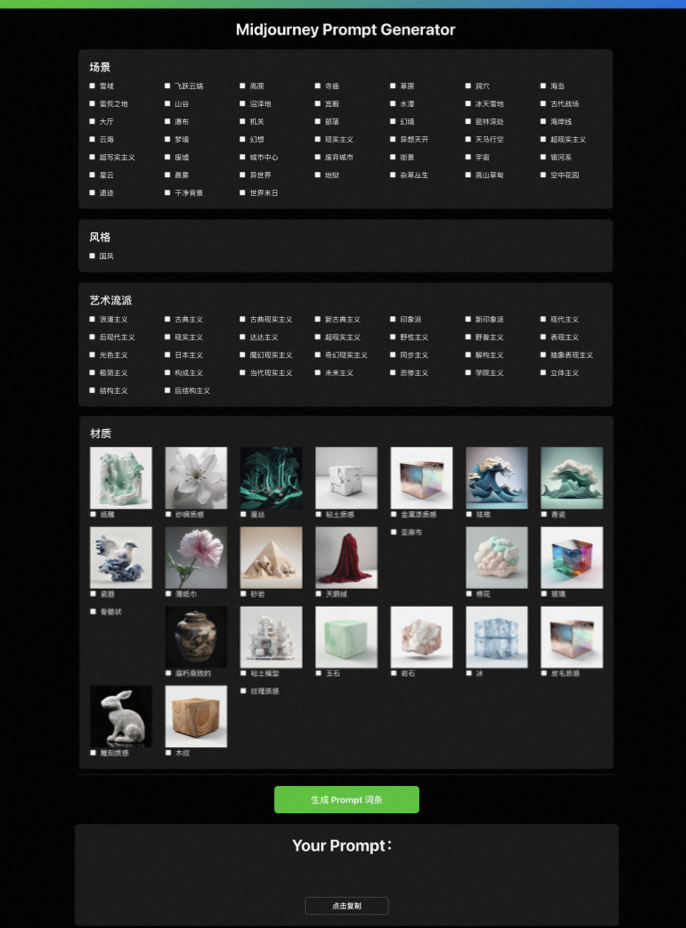 Midjourney Prompt Generator
场景
雪域 飞跃云端 高原 寺庙 草原 洞穴 海岛
蛮荒之地 山谷 沼泽地 宫殿 水潭 冰天雪地 古代战场
大厅 瀑布 机关 部落 幻境 密林深处 海岸线
云海 梦境 幻想 现实主义 异想天开 天马行空 超现实主义
超写实主义 废墟 城市中心 废弃城市 街景 宇宙 银河系
星云 晨雾 异世界 地狱 杂草丛生 高山草甸 空中花园
遗迹 干净背景 世界末日
风格
国风
艺术流派
浪漫主义 古典主义 古典现实主义 新古典主义 印象派 新印象派 现代主义
后现代主义 现实主义 达达主义 超现实主义 野性主义 野兽主义 表现主义
光色主义 日本主义 魔幻现实主义 奇幻现实主义 同步主义 解构主义 抽象表现主义
极简主义 构成主义 当代现实主义 未来主义 悲惨主义 学院主义 立体主义
结构主义 后结构主义
材质
纸雕 纱绸质感 萤丝 粘土质感 金属漆质感 珐琅 青瓷
瓷器 薄纸巾 砂岩 天鹅绒 亚麻布 棉花 玻璃
骨骼状 腐朽衰败的 粘土模型 玉石 岩石 冰 皮毛质感
雕刻质感 木纹 纹理质感
生成 Prompt 词条
Your Prompt：
点击复制